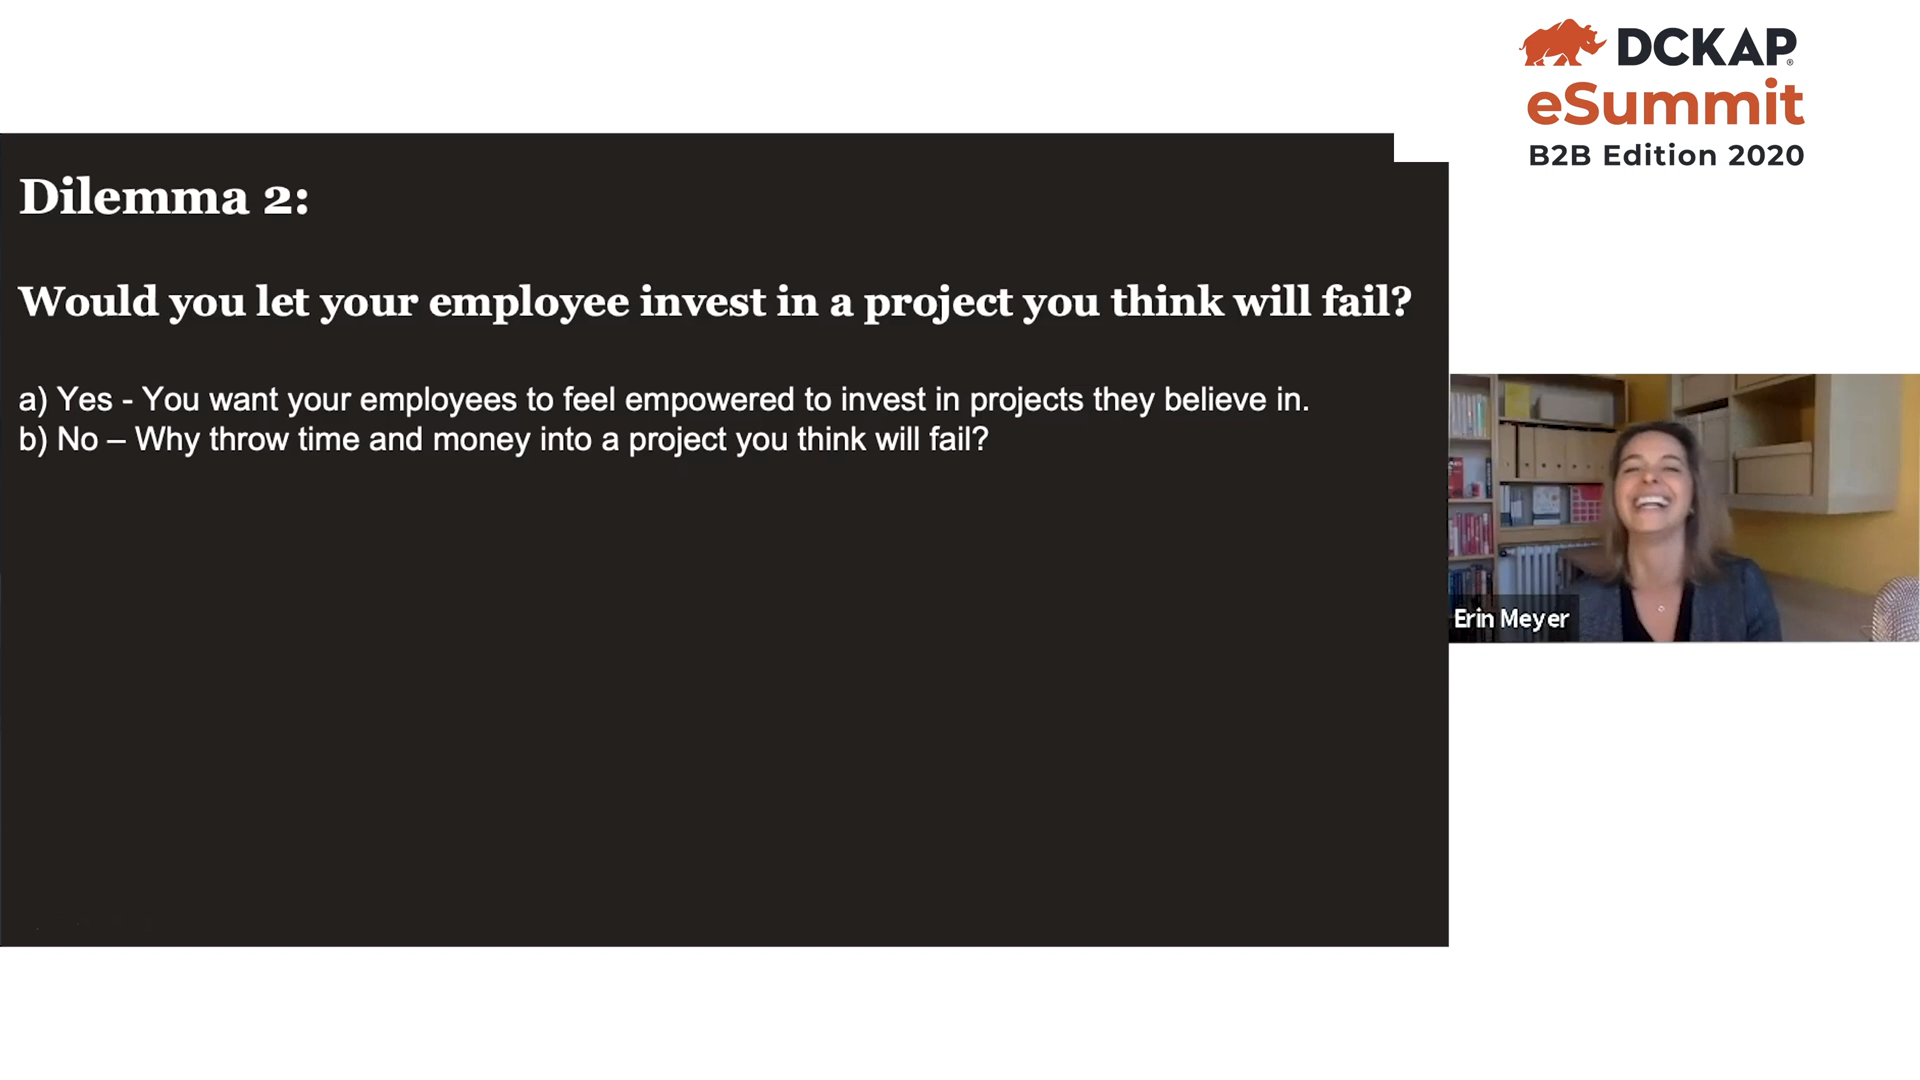 DCKAP®
eSummit
B2B Edition 2020
Dilemma 2:
Would you let your employee invest in a project you think will fail?
a) Yes - You want your employees to feel empowered to invest in projects they believe in.
b) No – Why throw time and money into a project you think will fail?
Erin Meyer